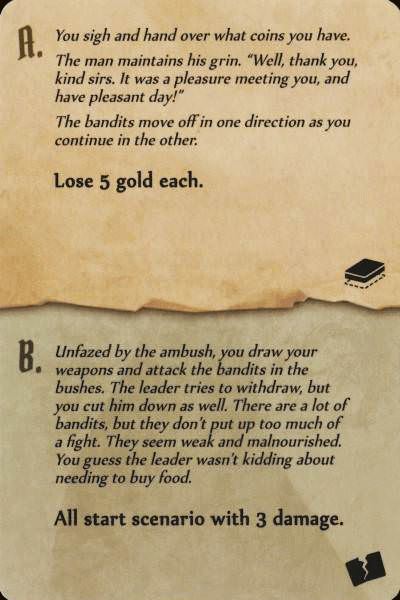 A. You sigh and hand over what coins you have.
The man maintains his grin. “Well, thank you,
kind sirs. It was a pleasure meeting you, and
have pleasant day!”
The bandits move off in one direction as you
continue in the other.
Lose 5 gold each.
B. Unfazed by the ambush, you draw your
weapons and attack the bandits in the
bushes. The leader tries to withdraw, but
you cut him down as well. There are a lot of
bandits, but they don’t put up too much of
a fight. They seem weak and malnourished.
You guess the leader wasn’t kidding about
needing to buy food.
All start scenario with 3 damage.